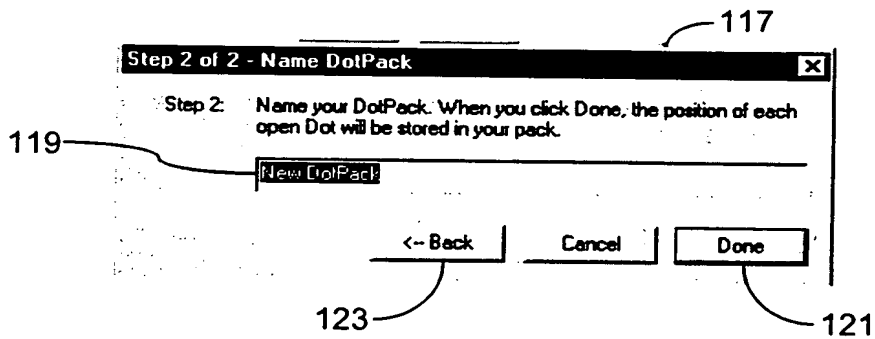 117
Step 2 of 2 - Name DotPack
Step 2: Name your DotPack. When you click Done, the position of each
open Dot will be stored in your pack.
119
New DotPack
<-- Back Cancel Done
123
121